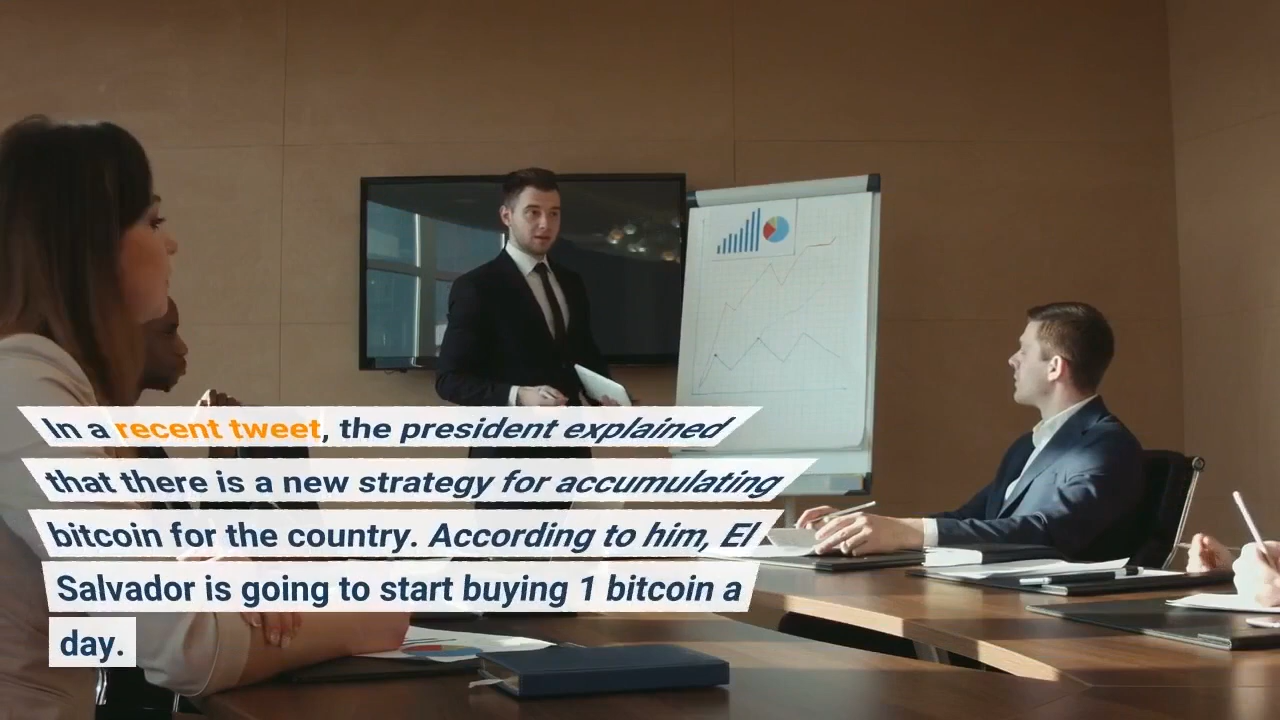 In a recent tweet, the president explained
that there is a new strategy for accumulating
bitcoin for the country. According to him, El
Salvador is going to start buying 1 bitcoin a
day.